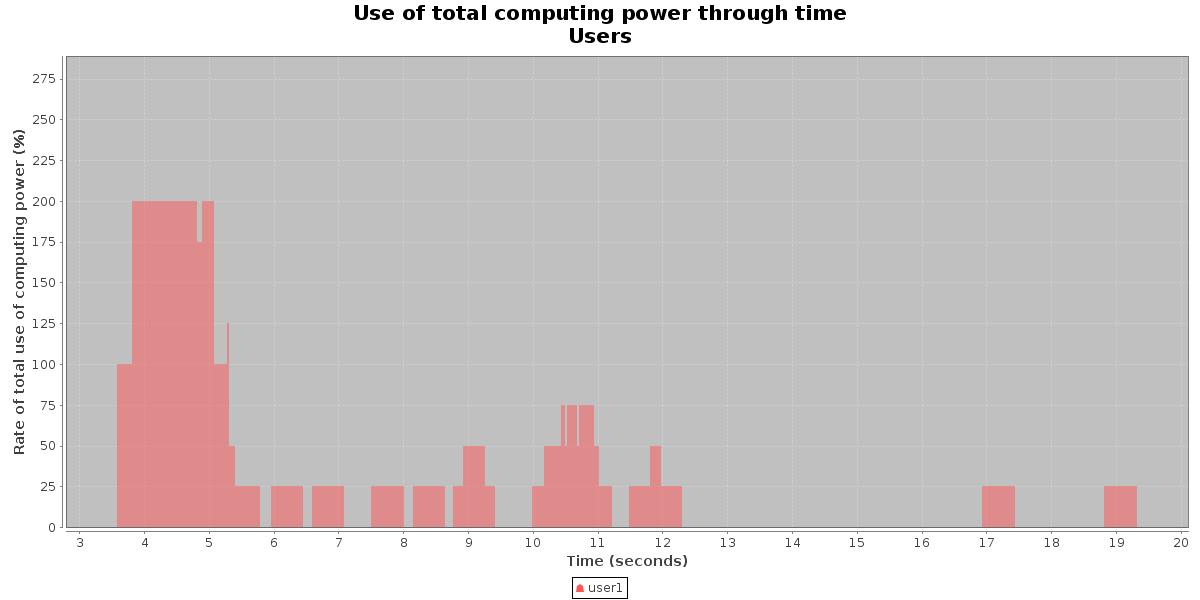 Use of total computing power through time
Users
Rate of total use of computing power (%)
275
250
225
200
175
150
125
100
75
50
25
0
3 4 5 6 7 8 9 10 11 12 13 14 15 16 17 18 19 20
Time (seconds)
user1